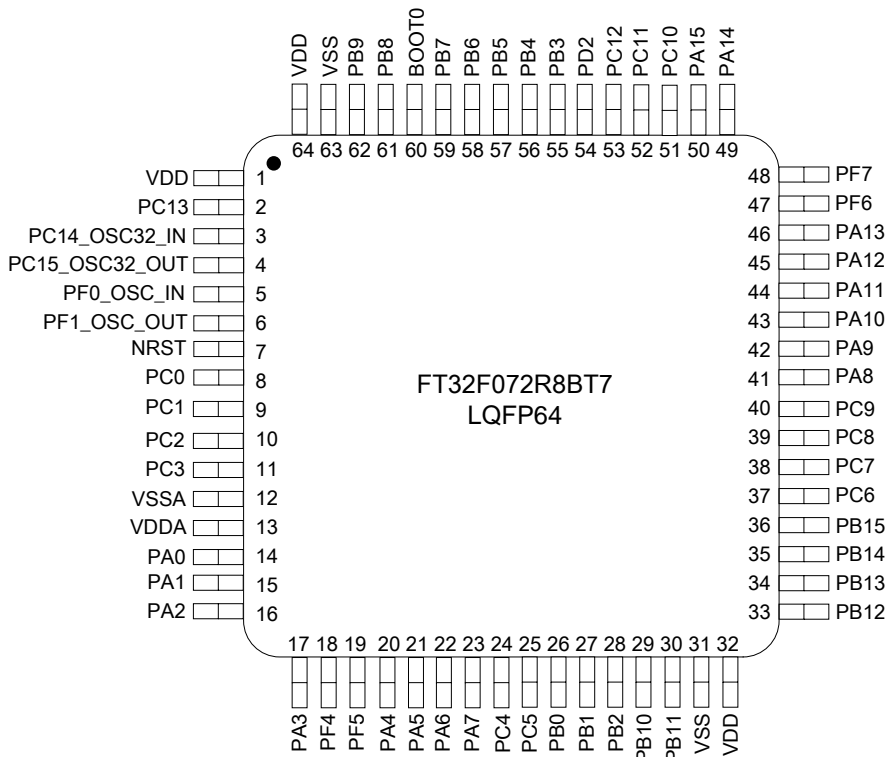 VDD
VSS
PB9
PB8
BOOT0
PB7
PB6
PB5
PB4
PB3
PD2
PC12
PC11
PC10
PA15
PA14
64 63 62 61 60 59 58 57 56 55 54 53 52 51 50 49
VDD 1
PC13 2
PC14_OSC32_IN 3
PC15_OSC32_OUT 4
PF0_OSC_IN 5
PF1_OSC_OUT 6
NRST 7
PC0 8
PC1 9
PC2 10
PC3 11
VSSA 12
VDDA 13
PA0 14
PA1 15
PA2 16
FT32F072R8BT7
LQFP64
48 PF7
47 PF6
46 PA13
45 PA12
44 PA11
43 PA10
42 PA9
41 PA8
40 PC9
39 PC8
38 PC7
37 PC6
36 PB15
35 PB14
34 PB13
33 PB12
17 18 19 20 21 22 23 24 25 26 27 28 29 30 31 32
PA3
PF4
PF5
PA4
PA5
PA6
PA7
PC4
PC5
PB0
PB1
PB2
PB10
PB11
VSS
VDD